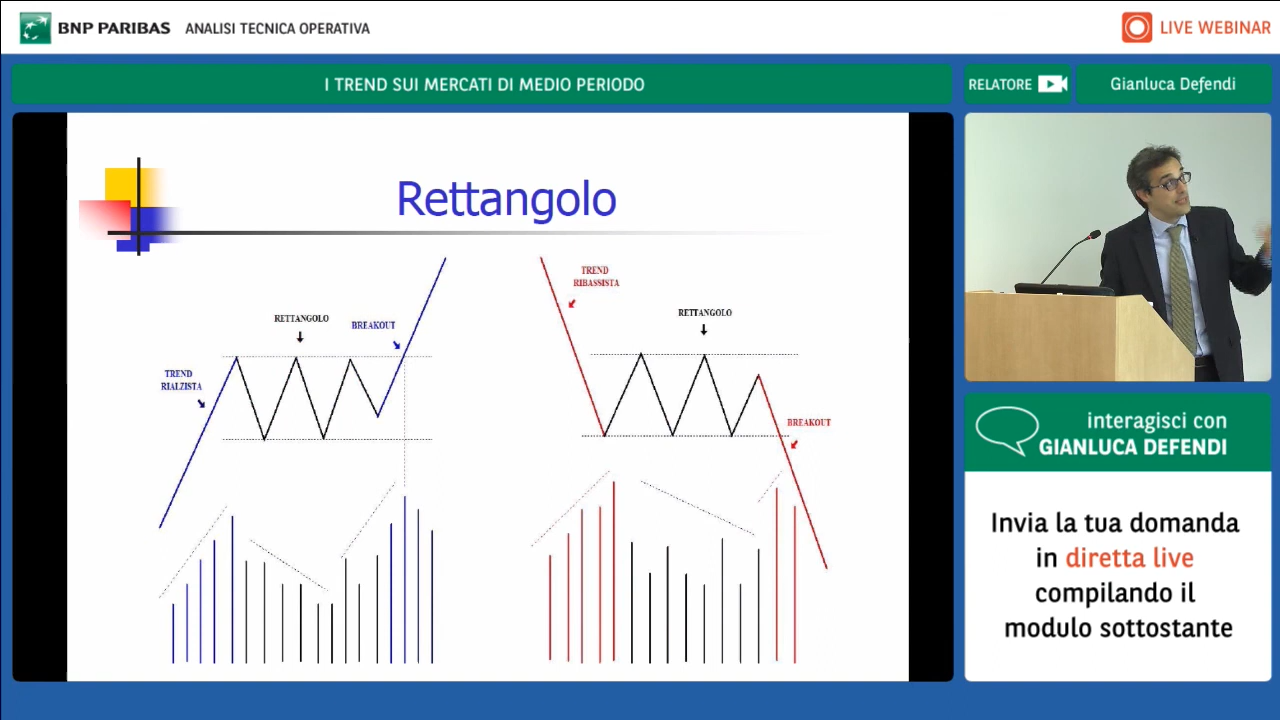 BNP PARIBAS ANALISI TECNICA OPERATIVA
LIVE WEBINAR
I TREND SUI MERCATI DI MEDIO PERIODO
RELATORE
Gianluca Defendi
Rettangolo
TREND
RIALZISTA
RETTANGOLO
BREAKOUT
TREND
RIBASSISTA
RETTANGOLO
BREAKOUT
interagisci con
GIANLUCA DEFENDI
Invia la tua domanda
in diretta live
compilando il
modulo sottostante